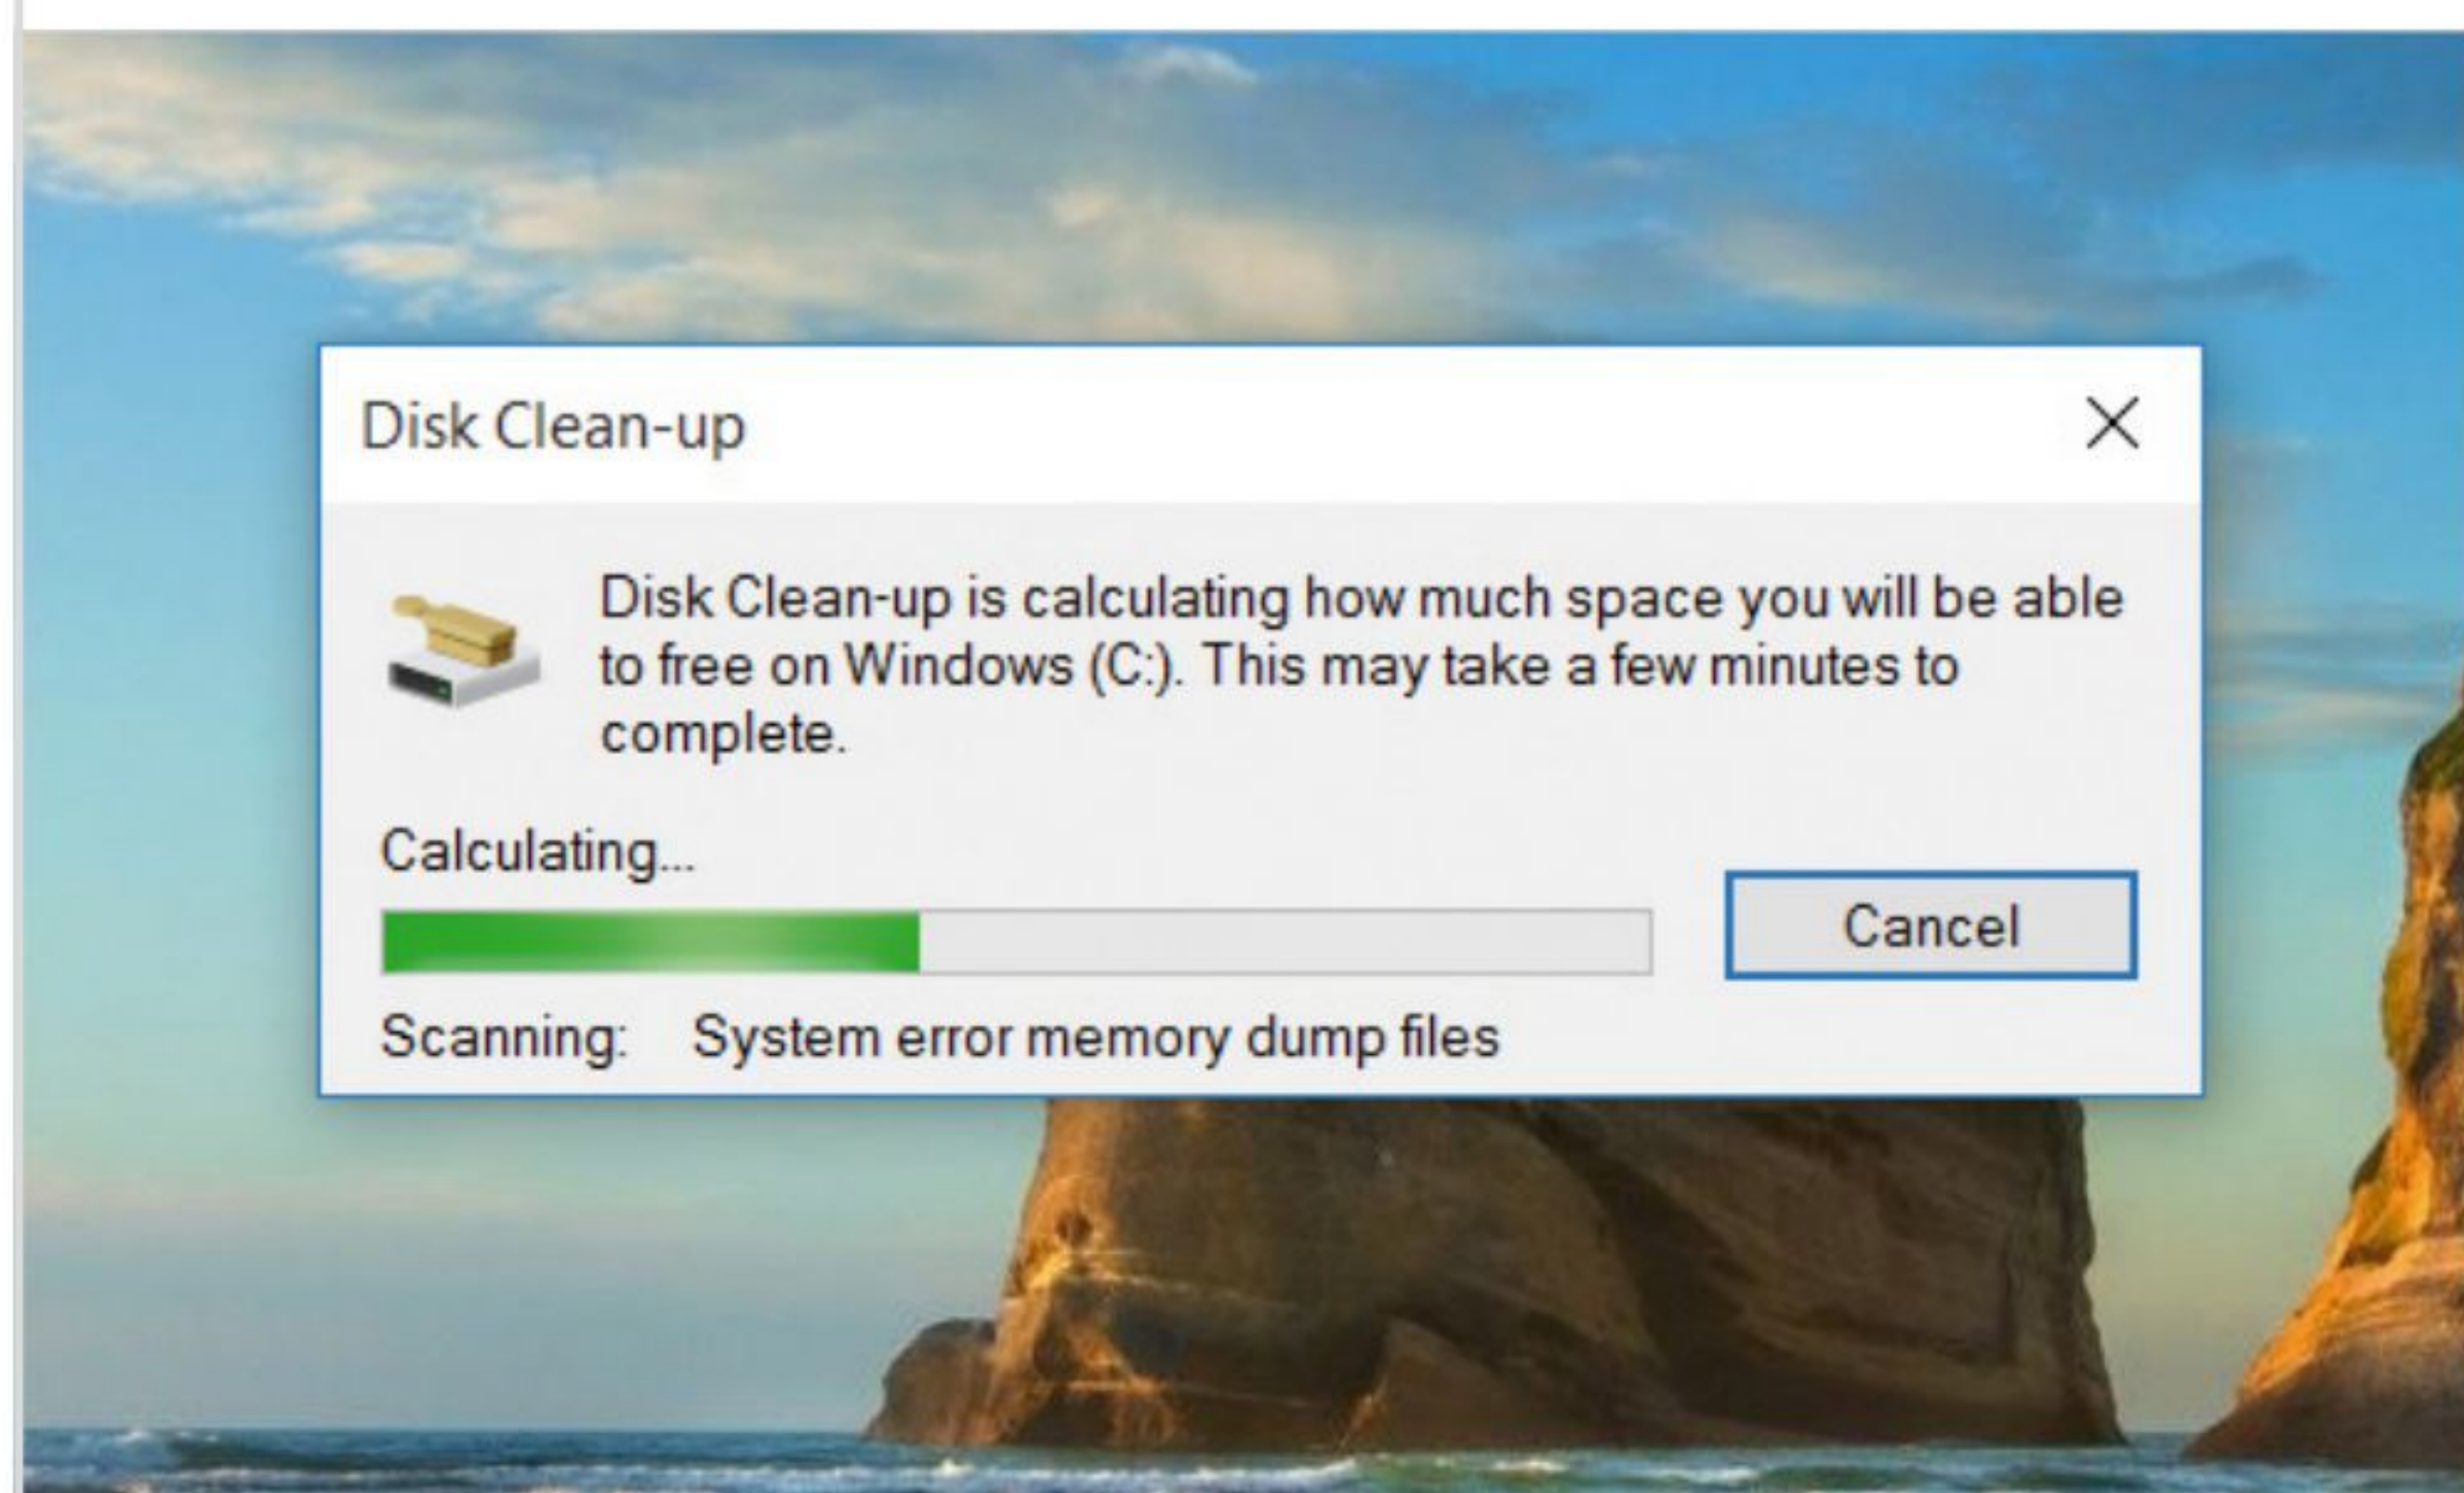 Disk Clean-up
Disk Clean-up is calculating how much space you will be able
to free on Windows (C:). This may take a few minutes to
complete.
Calculating...
Cancel
Scanning: System error memory dump files